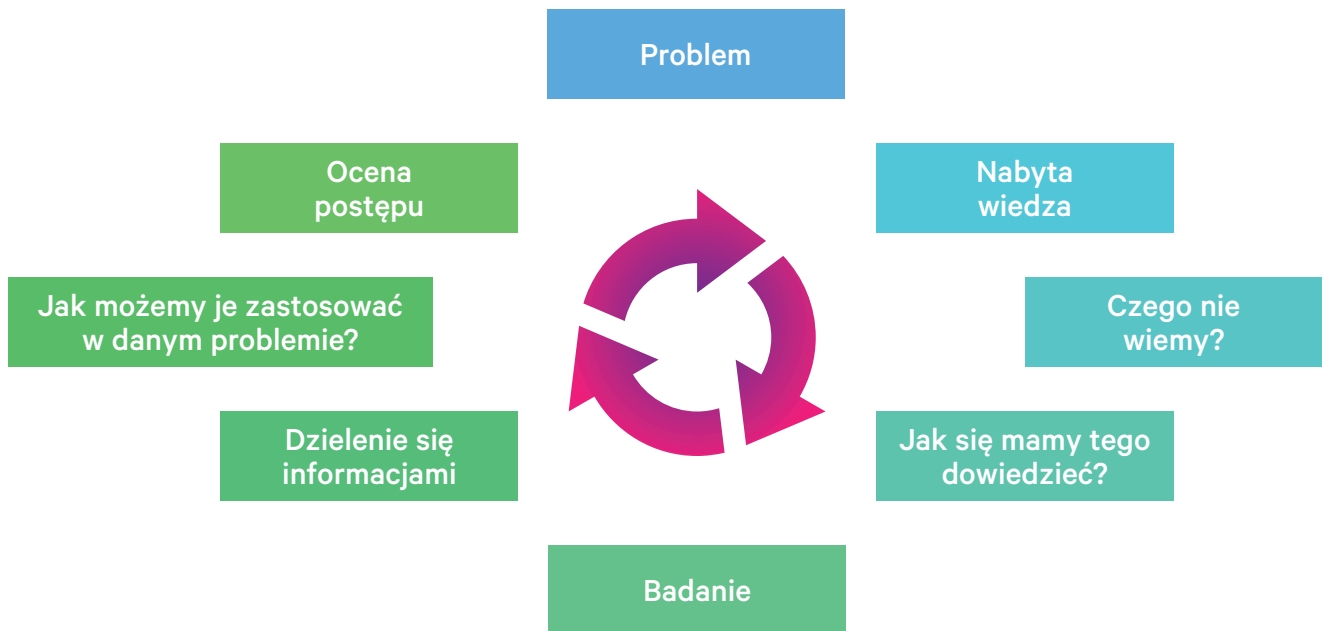 Problem
Ocena
postępu
Nabyta
wiedza
Jak możemy je zastosować
w danym problemie?
Czego nie
wiemy?
Dzielenie się
informacjami
Jak się mamy tego
dowiedzieć?
Badanie